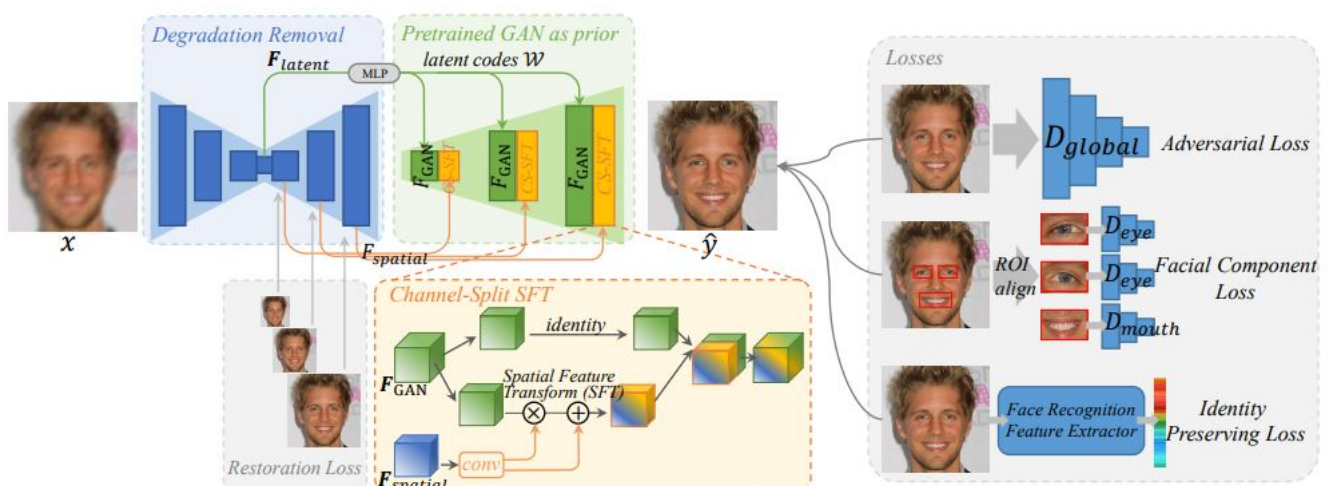 Degradation Removal
F_latent
MLP
x
Pretrained GAN as prior
latent codes 𝒲
F_GAN
CS-SFT
F_GAN
CS-SFT
F_GAN
CS-SFT
F_spatial
ŷ
Restoration Loss
Channel-Split SFT
F_GAN
identity
Spatial Feature
Transform (SFT)
F_spatial
conv
Losses
D_global
Adversarial Loss
ROI
align
D_eye
D_eye
D_mouth
Facial Component
Loss
Face Recognition
Feature Extractor
Identity
Preserving Loss